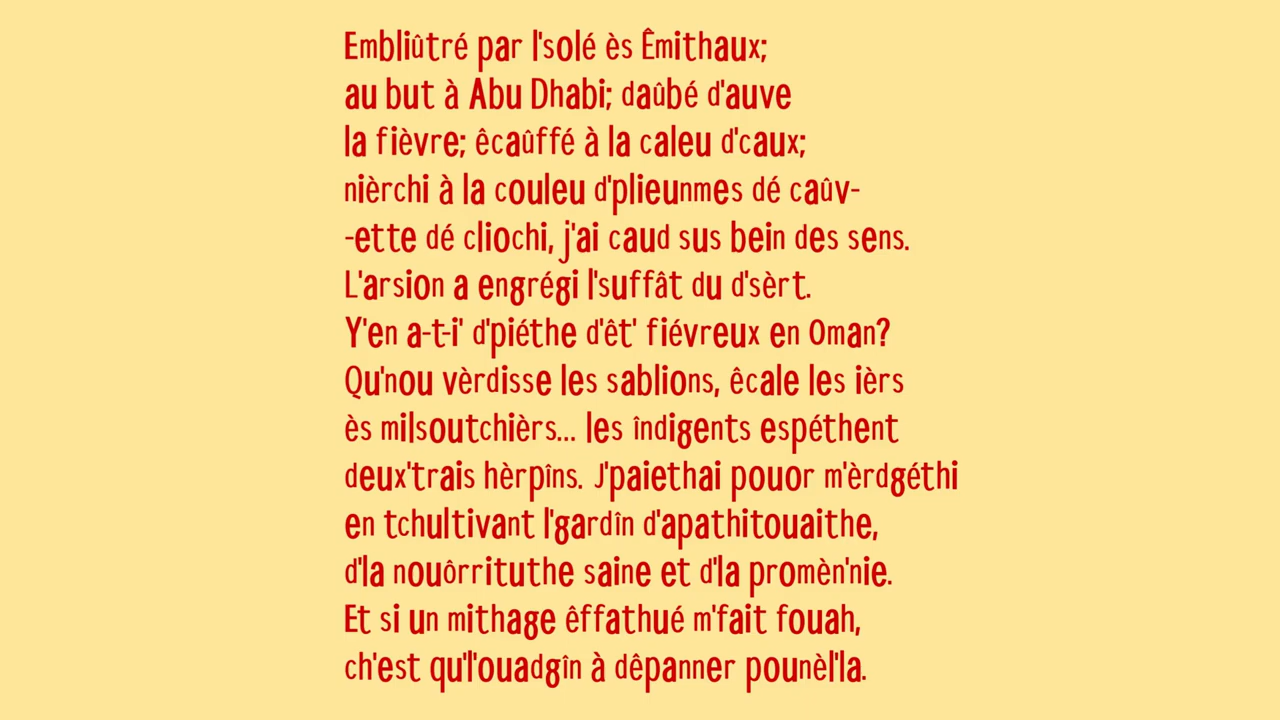 Embliûtré par l'solé ès Êmithaux;
au but à Abu Dhabi; daûbé d'auve
la fièvre; êcaûffé à la caleu d'caux;
nièrchi à la couleu d'plieunmes dé caûv-
-ette dé cliochi, j'ai caud sus bein des sens.
L'arsion a engrégi l'suffât du d'sèrt.
Y'en a-t-i' d'piéthe d'êt' fiévreux en Oman?
Qu'nou vèrdisse les sablions, êcale les ièrs
ès milsoutchièrs... les îndigents espéthent
deux'trais hèrpîns. J'paiethai pouor m'èrdgéthi
en tchultivant l'gardîn d'apathitouaithe,
d'la nouôrrituthe saine et d'la promèn'nie.
Et si un mithage êffathué m'fait fouah,
ch'est qu'l'ouadgîn à dêpanner pounèl'la.